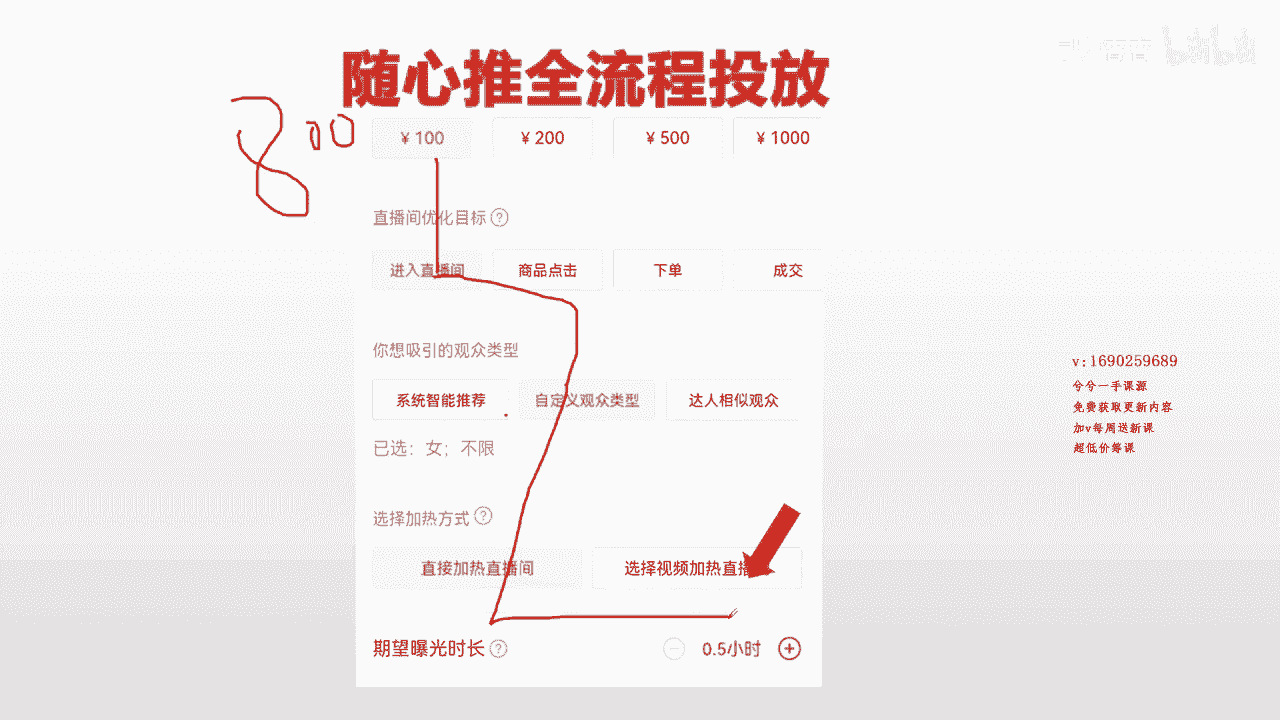 随心推全流程投放
bilibili
800
¥ 100 ¥ 200 ¥ 500 ¥ 1000
直播间优化目标 ?
进入直播间 商品点击 下单 成交
你想吸引的观众类型
系统智能推荐 自定义观众类型 达人相似观众
已选：女；不限
选择加热方式 ?
直接加热直播间 选择视频加热直播
期望曝光时长 ? 0.5小时
v:1690259689
兮兮一手课源
免费获取更新内容
加v每周送新课
超低价筹课